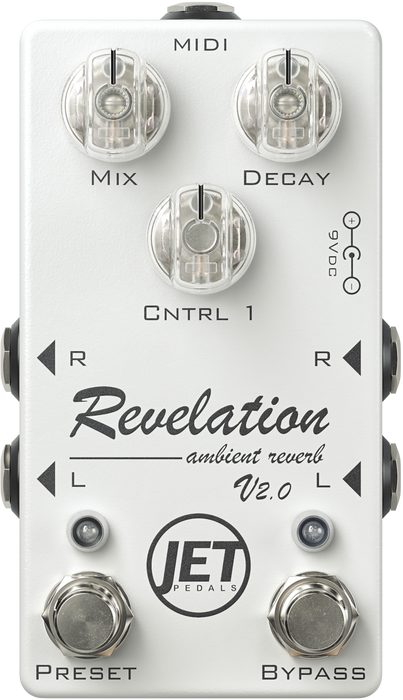 MIDI
Mix Decay
Cntrl 1
9VDC
R R
Revelation
ambient reverb
V2.0
L L
JET
PEDALS
Preset Bypass